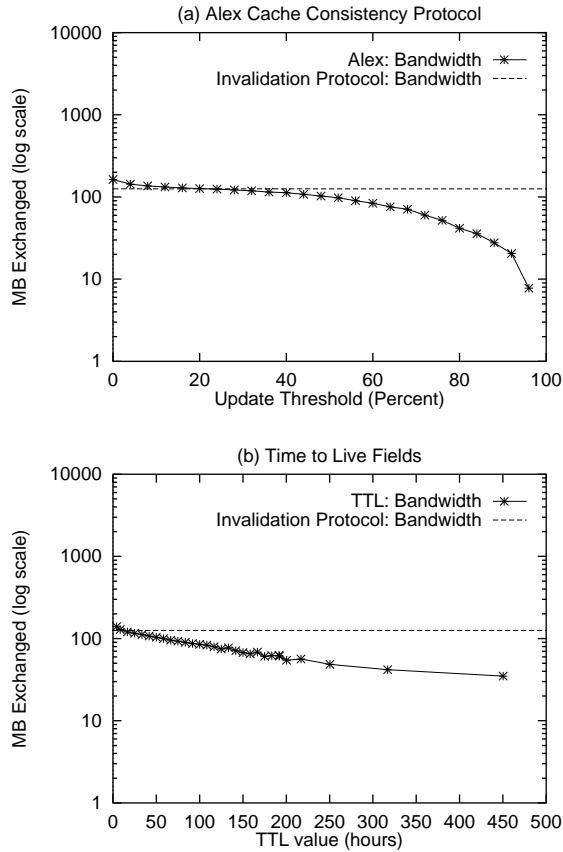 (a) Alex Cache Consistency Protocol
10000
1000
100
10
1
MB Exchanged (log scale)
Alex: Bandwidth
Invalidation Protocol: Bandwidth
0 20 40 60 80 100
Update Threshold (Percent)
(b) Time to Live Fields
10000
1000
100
10
1
MB Exchanged (log scale)
TTL: Bandwidth
Invalidation Protocol: Bandwidth
0 50 100 150 200 250 300 350 400 450 500
TTL value (hours)